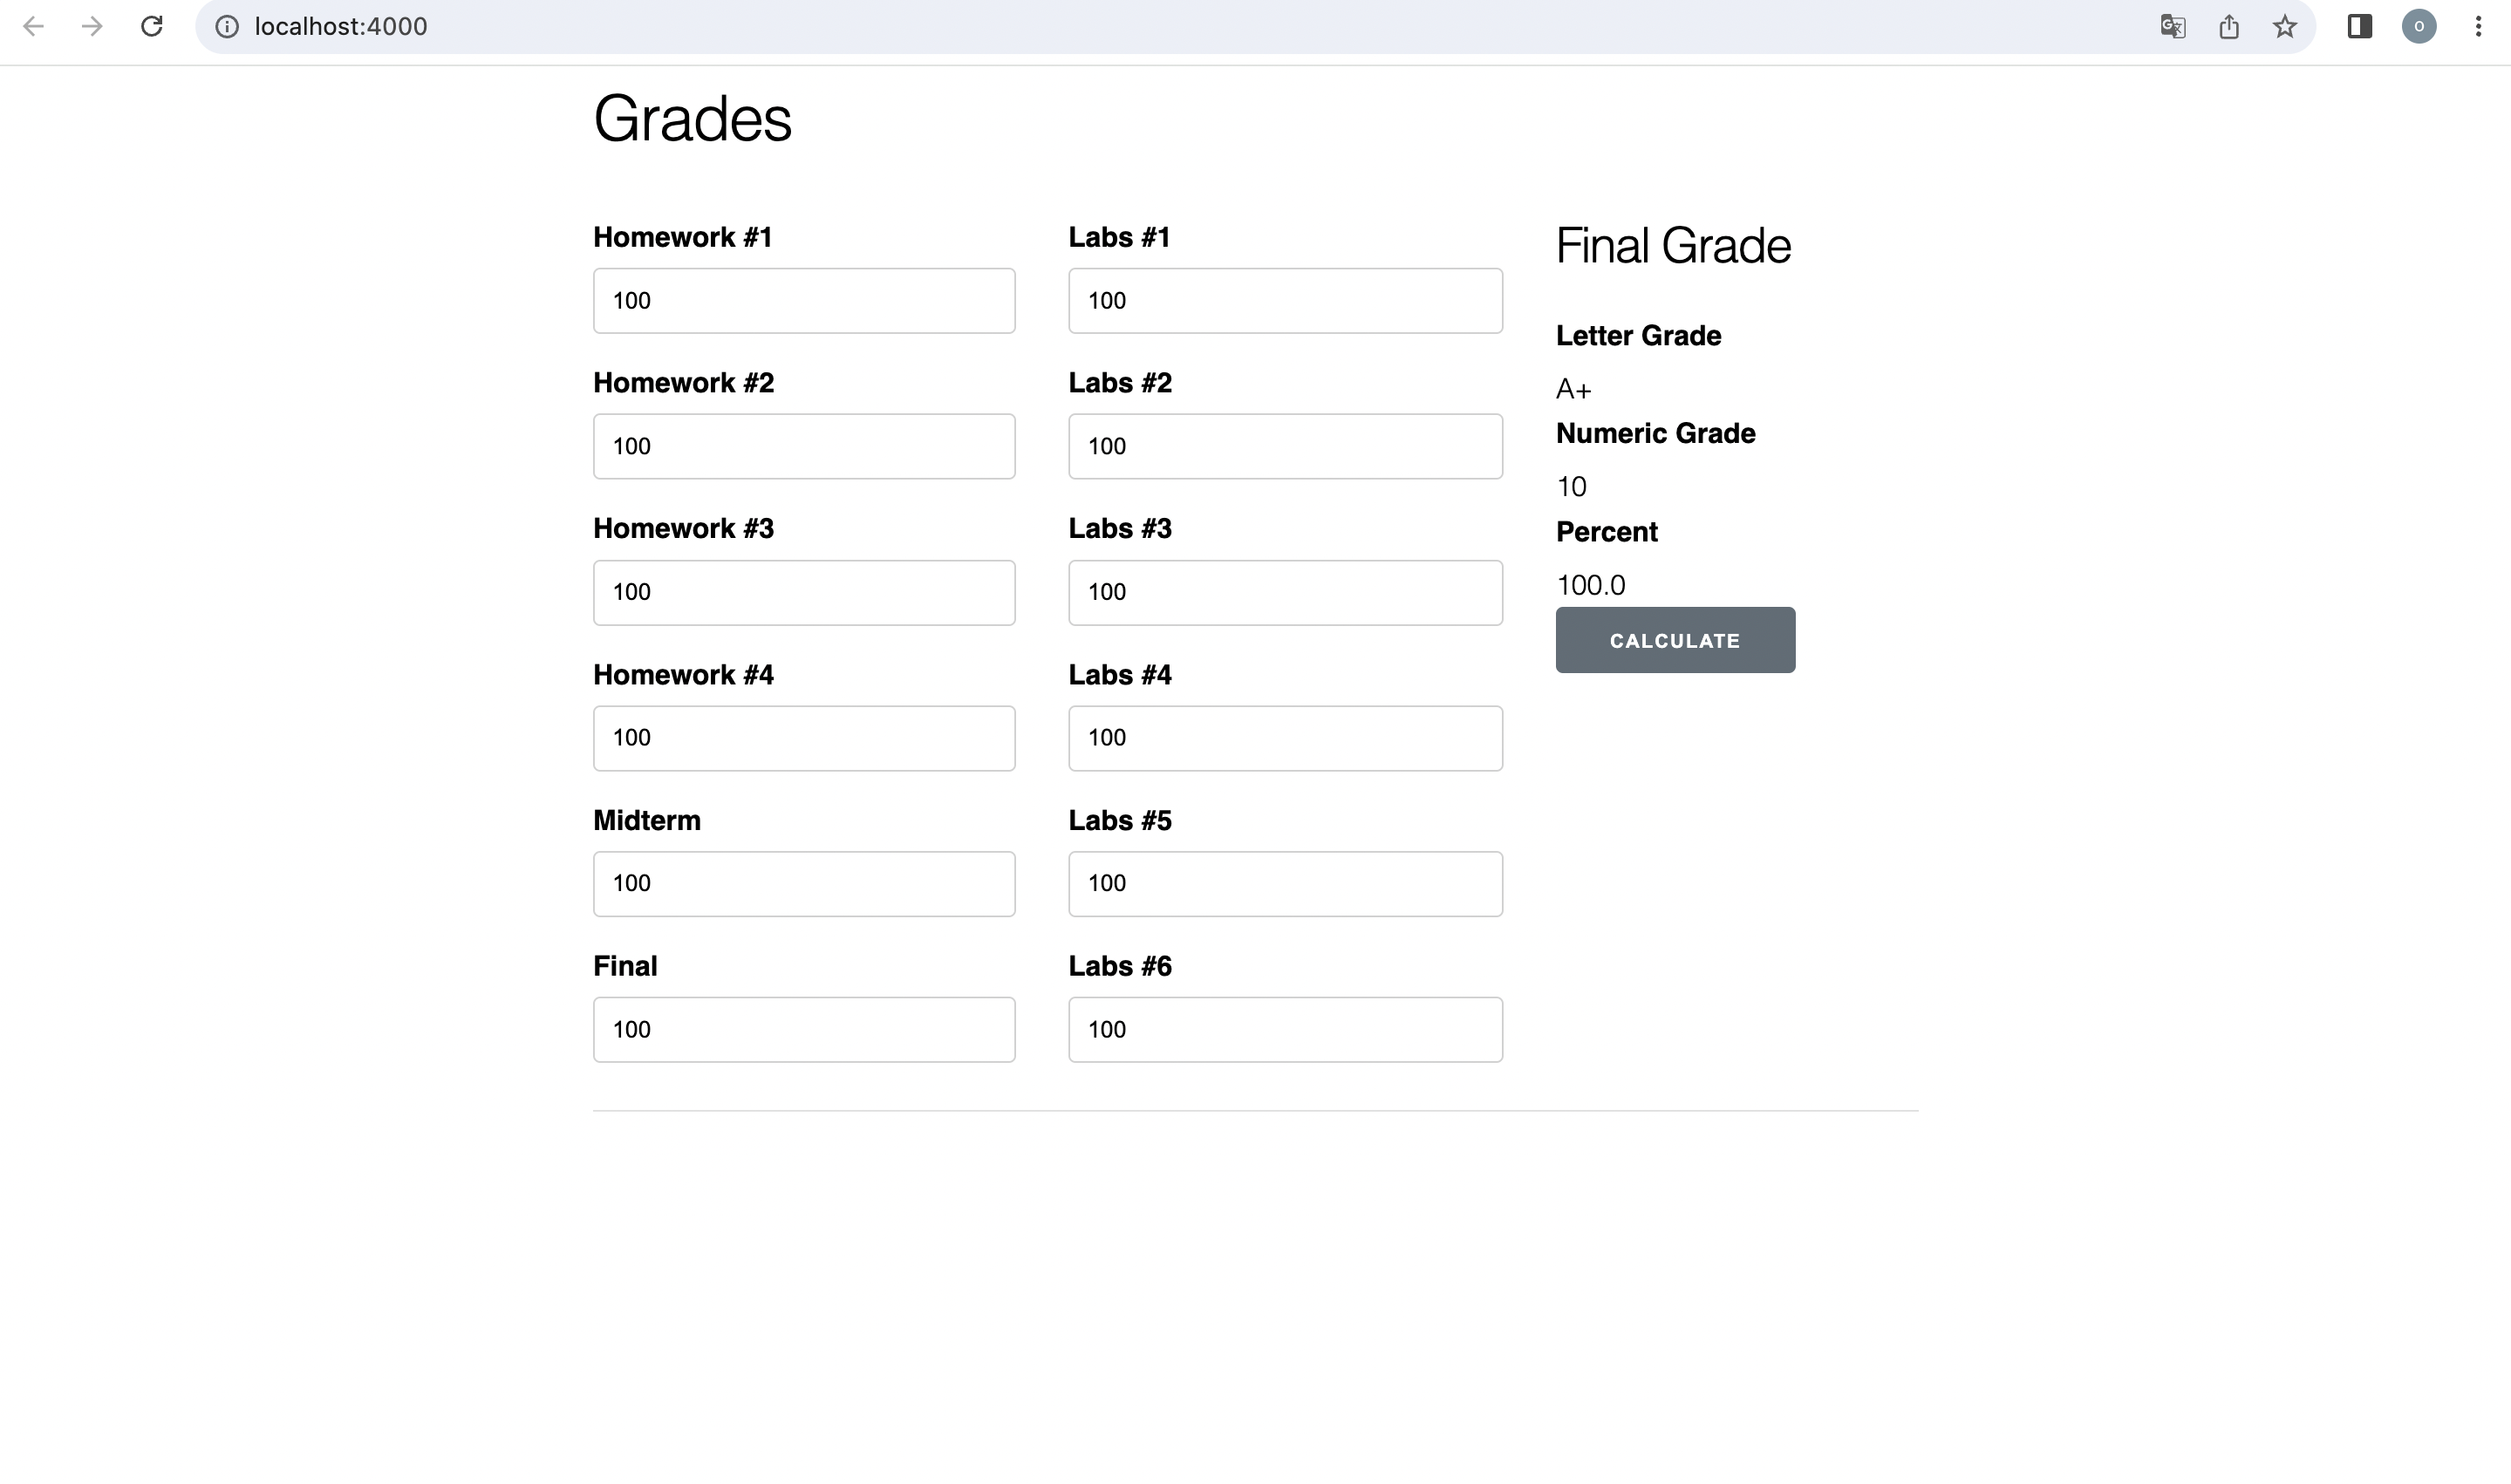 localhost:4000
O
Grades
Homework #1
100
Homework #2
100
Homework #3
100
Homework #4
100
Midterm
100
Final
100
Labs #1
100
Labs #2
100
Labs #3
100
Labs #4
100
Labs #5
100
Labs #6
100
Final Grade
Letter Grade
A+
Numeric Grade
10
Percent
100.0
CALCULATE